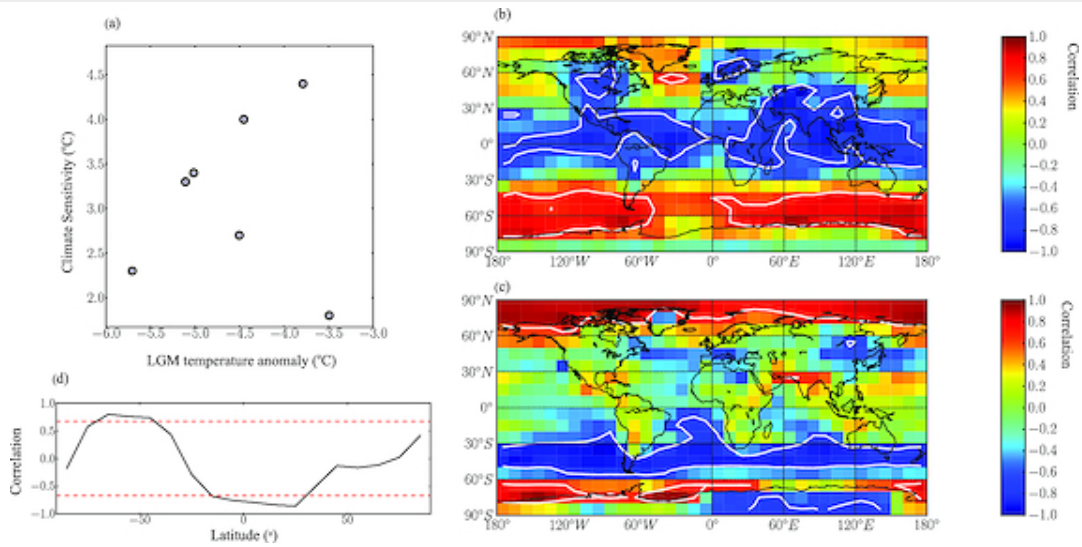 (a)
Climate Sensitivity (°C)
4.5
4.0
3.5
3.0
2.5
2.0
−6.0 −5.5 −5.0 −4.5 −4.0 −3.5 −3.0
LGM temperature anomaly (°C)
(b)
90°N
60°N
30°N
0°
30°S
60°S
90°S
180° 120°W 60°W 0° 60°E 120°E 180°
1.0
0.8
0.6
0.4
0.2
0.0
−0.2
−0.4
−0.6
−0.8
−1.0
Correlation
(c)
90°N
60°N
30°N
0°
30°S
60°S
90°S
180° 120°W 60°W 0° 60°E 120°E 180°
1.0
0.8
0.6
0.4
0.2
0.0
−0.2
−0.4
−0.6
−0.8
−1.0
Correlation
(d)
Correlation
1.0
0.5
0.0
−0.5
−1.0
−50 0 50
Latitude (°)